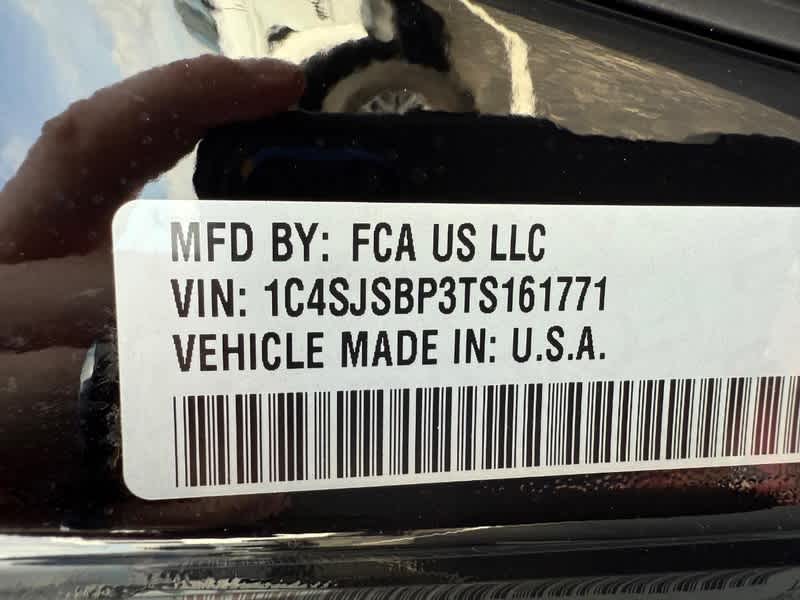 MFD BY: FCA US LLC
VIN: 1C4SJSBP3TS161771
VEHICLE MADE IN: U.S.A.